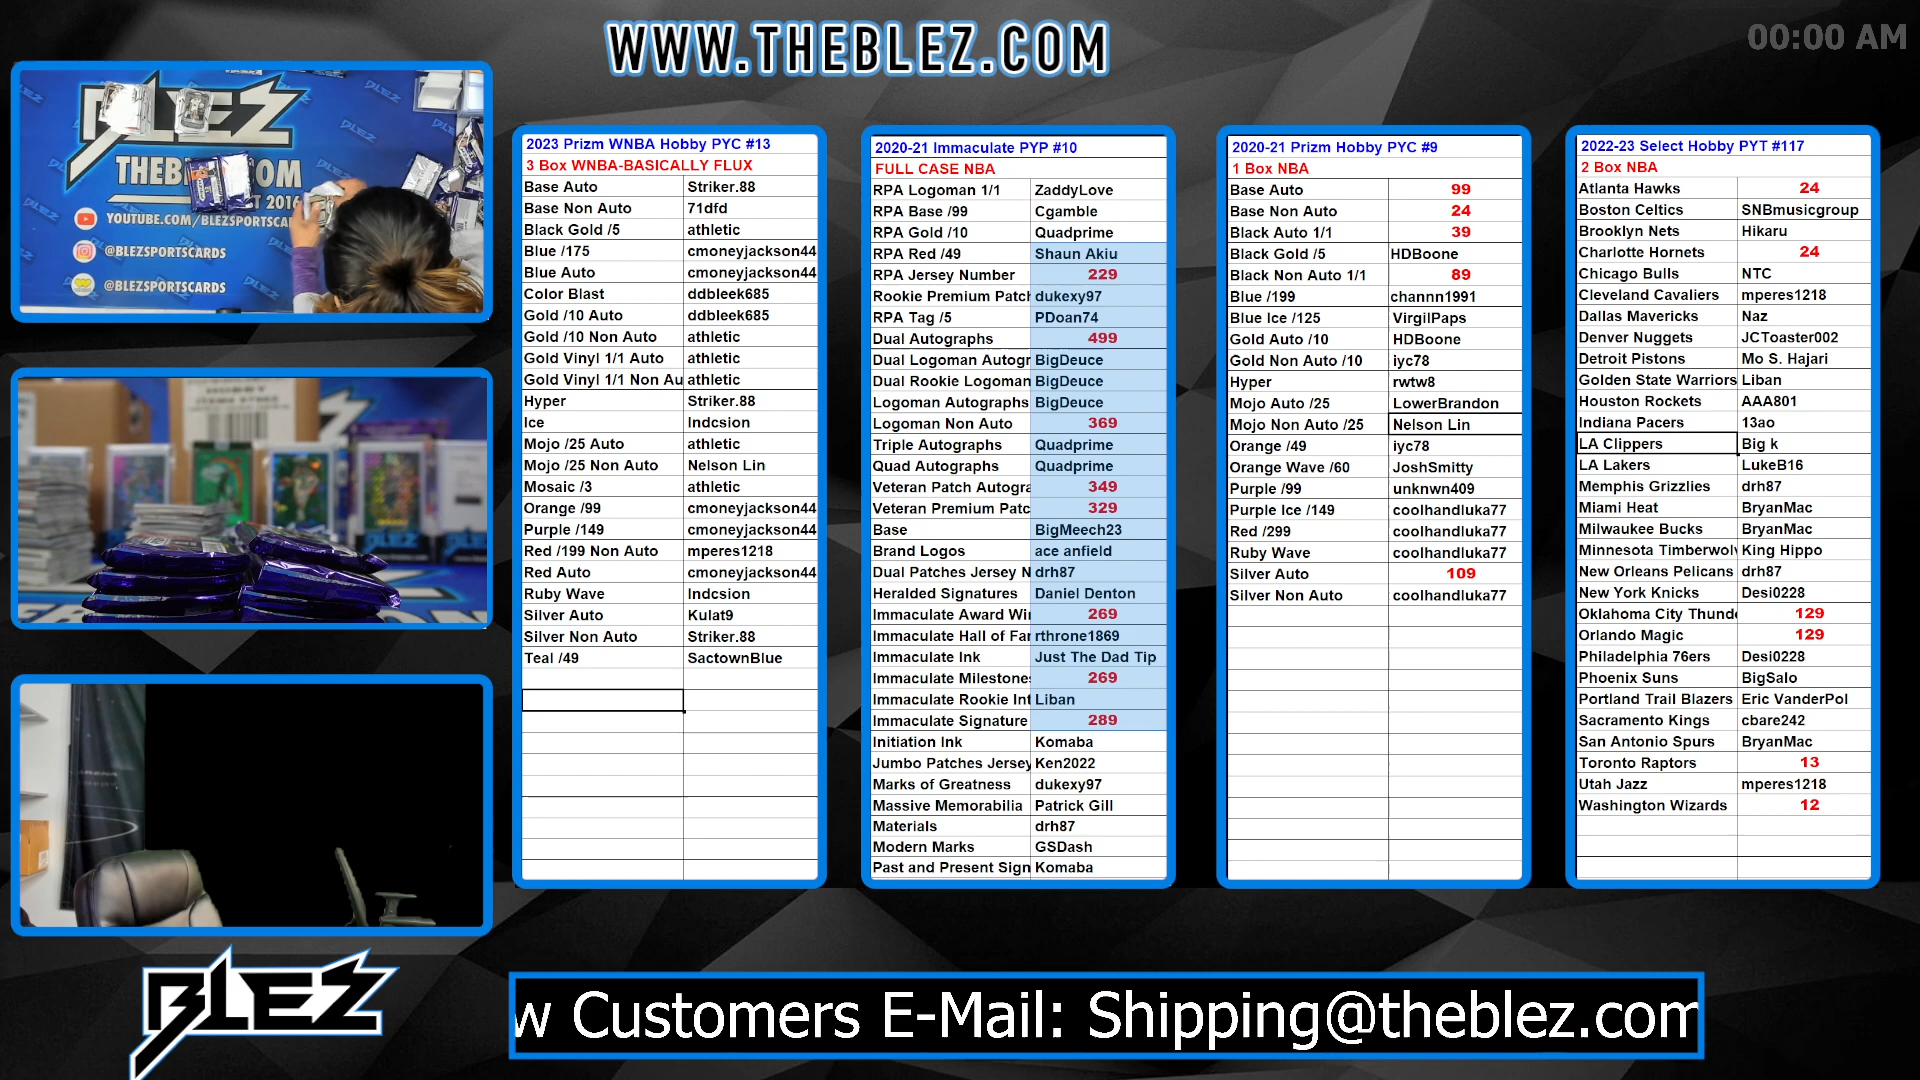 WWW.THEBLEZ.COM
00:00 AM
BLEZ
YOUTUBE.COM/BLEZSPORTSCA
@BLEZSPORTSCARDS
@BLEZSPORTSCARDS
2023 Prizm WNBA Hobby PYC #13
3 Box WNBA-BASICALLY FLUX
Base Auto Striker.88
Base Non Auto 71dfd
Black Gold /5 athletic
Blue /175 cmoneyjackson44
Blue Auto cmoneyjackson44
Color Blast ddbleek685
Gold /10 Auto ddbleek685
Gold /10 Non Auto athletic
Gold Vinyl 1/1 Auto athletic
Gold Vinyl 1/1 Non Au athletic
Hyper Striker.88
Ice Indcsion
Mojo /25 Auto athletic
Mojo /25 Non Auto Nelson Lin
Mosaic /3 athletic
Orange /99 cmoneyjackson44
Purple /149 cmoneyjackson44
Red /199 Non Auto mperes1218
Red Auto cmoneyjackson44
Ruby Wave Indcsion
Silver Auto Kulat9
Silver Non Auto Striker.88
Teal /49 SactownBlue
2020-21 Immaculate PYP #10
FULL CASE NBA
RPA Logoman 1/1 ZaddyLove
RPA Base /99 Cgamble
RPA Gold /10 Quadprime
RPA Red /49 Shaun Akiu
RPA Jersey Number 229
Rookie Premium Patch dukexy97
RPA Tag /5 PDoan74
Dual Autographs 499
Dual Logoman Autogr BigDeuce
Dual Rookie Logoman BigDeuce
Logoman Autographs BigDeuce
Logoman Non Auto 369
Triple Autographs Quadprime
Quad Autographs Quadprime
Veteran Patch Autogra 349
Veteran Premium Patc 329
Base BigMeech23
Brand Logos ace anfield
Dual Patches Jersey N drh87
Heralded Signatures Daniel Denton
Immaculate Award Wi 269
Immaculate Hall of Fa rthrone1869
Immaculate Ink Just The Dad Tip
Immaculate Milestone 269
Immaculate Rookie Int Liban
Immaculate Signature 289
Initiation Ink Komaba
Jumbo Patches Jersey Ken2022
Marks of Greatness dukexy97
Massive Memorabilia Patrick Gill
Materials drh87
Modern Marks GSDash
Past and Present Sign Komaba
2020-21 Prizm Hobby PYC #9
1 Box NBA
Base Auto 99
Base Non Auto 24
Black Auto 1/1 39
Black Gold /5 HDBoone
Black Non Auto 1/1 89
Blue /199 channn1991
Blue Ice /125 VirgilPaps
Gold Auto /10 HDBoone
Gold Non Auto /10 iyc78
Hyper rwtw8
Mojo Auto /25 LowerBrandon
Mojo Non Auto /25 Nelson Lin
Orange /49 iyc78
Orange Wave /60 JoshSmitty
Purple /99 unknwn409
Purple Ice /149 coolhandluka77
Red /299 coolhandluka77
Ruby Wave coolhandluka77
Silver Auto 109
Silver Non Auto coolhandluka77
2022-23 Select Hobby PYT #117
2 Box NBA
Atlanta Hawks 24
Boston Celtics SNBmusicgroup
Brooklyn Nets Hikaru
Charlotte Hornets 24
Chicago Bulls NTC
Cleveland Cavaliers mperes1218
Dallas Mavericks Naz
Denver Nuggets JCToaster002
Detroit Pistons Mo S. Hajari
Golden State Warriors Liban
Houston Rockets AAA801
Indiana Pacers 13ao
LA Clippers Big k
LA Lakers LukeB16
Memphis Grizzlies drh87
Miami Heat BryanMac
Milwaukee Bucks BryanMac
Minnesota Timberwolv King Hippo
New Orleans Pelicans drh87
New York Knicks Desi0228
Oklahoma City Thund 129
Orlando Magic 129
Philadelphia 76ers Desi0228
Phoenix Suns BigSalo
Portland Trail Blazers Eric VanderPol
Sacramento Kings cbare242
San Antonio Spurs BryanMac
Toronto Raptors 13
Utah Jazz mperes1218
Washington Wizards 12
BLEZ
w Customers E-Mail: Shipping@theblez.com